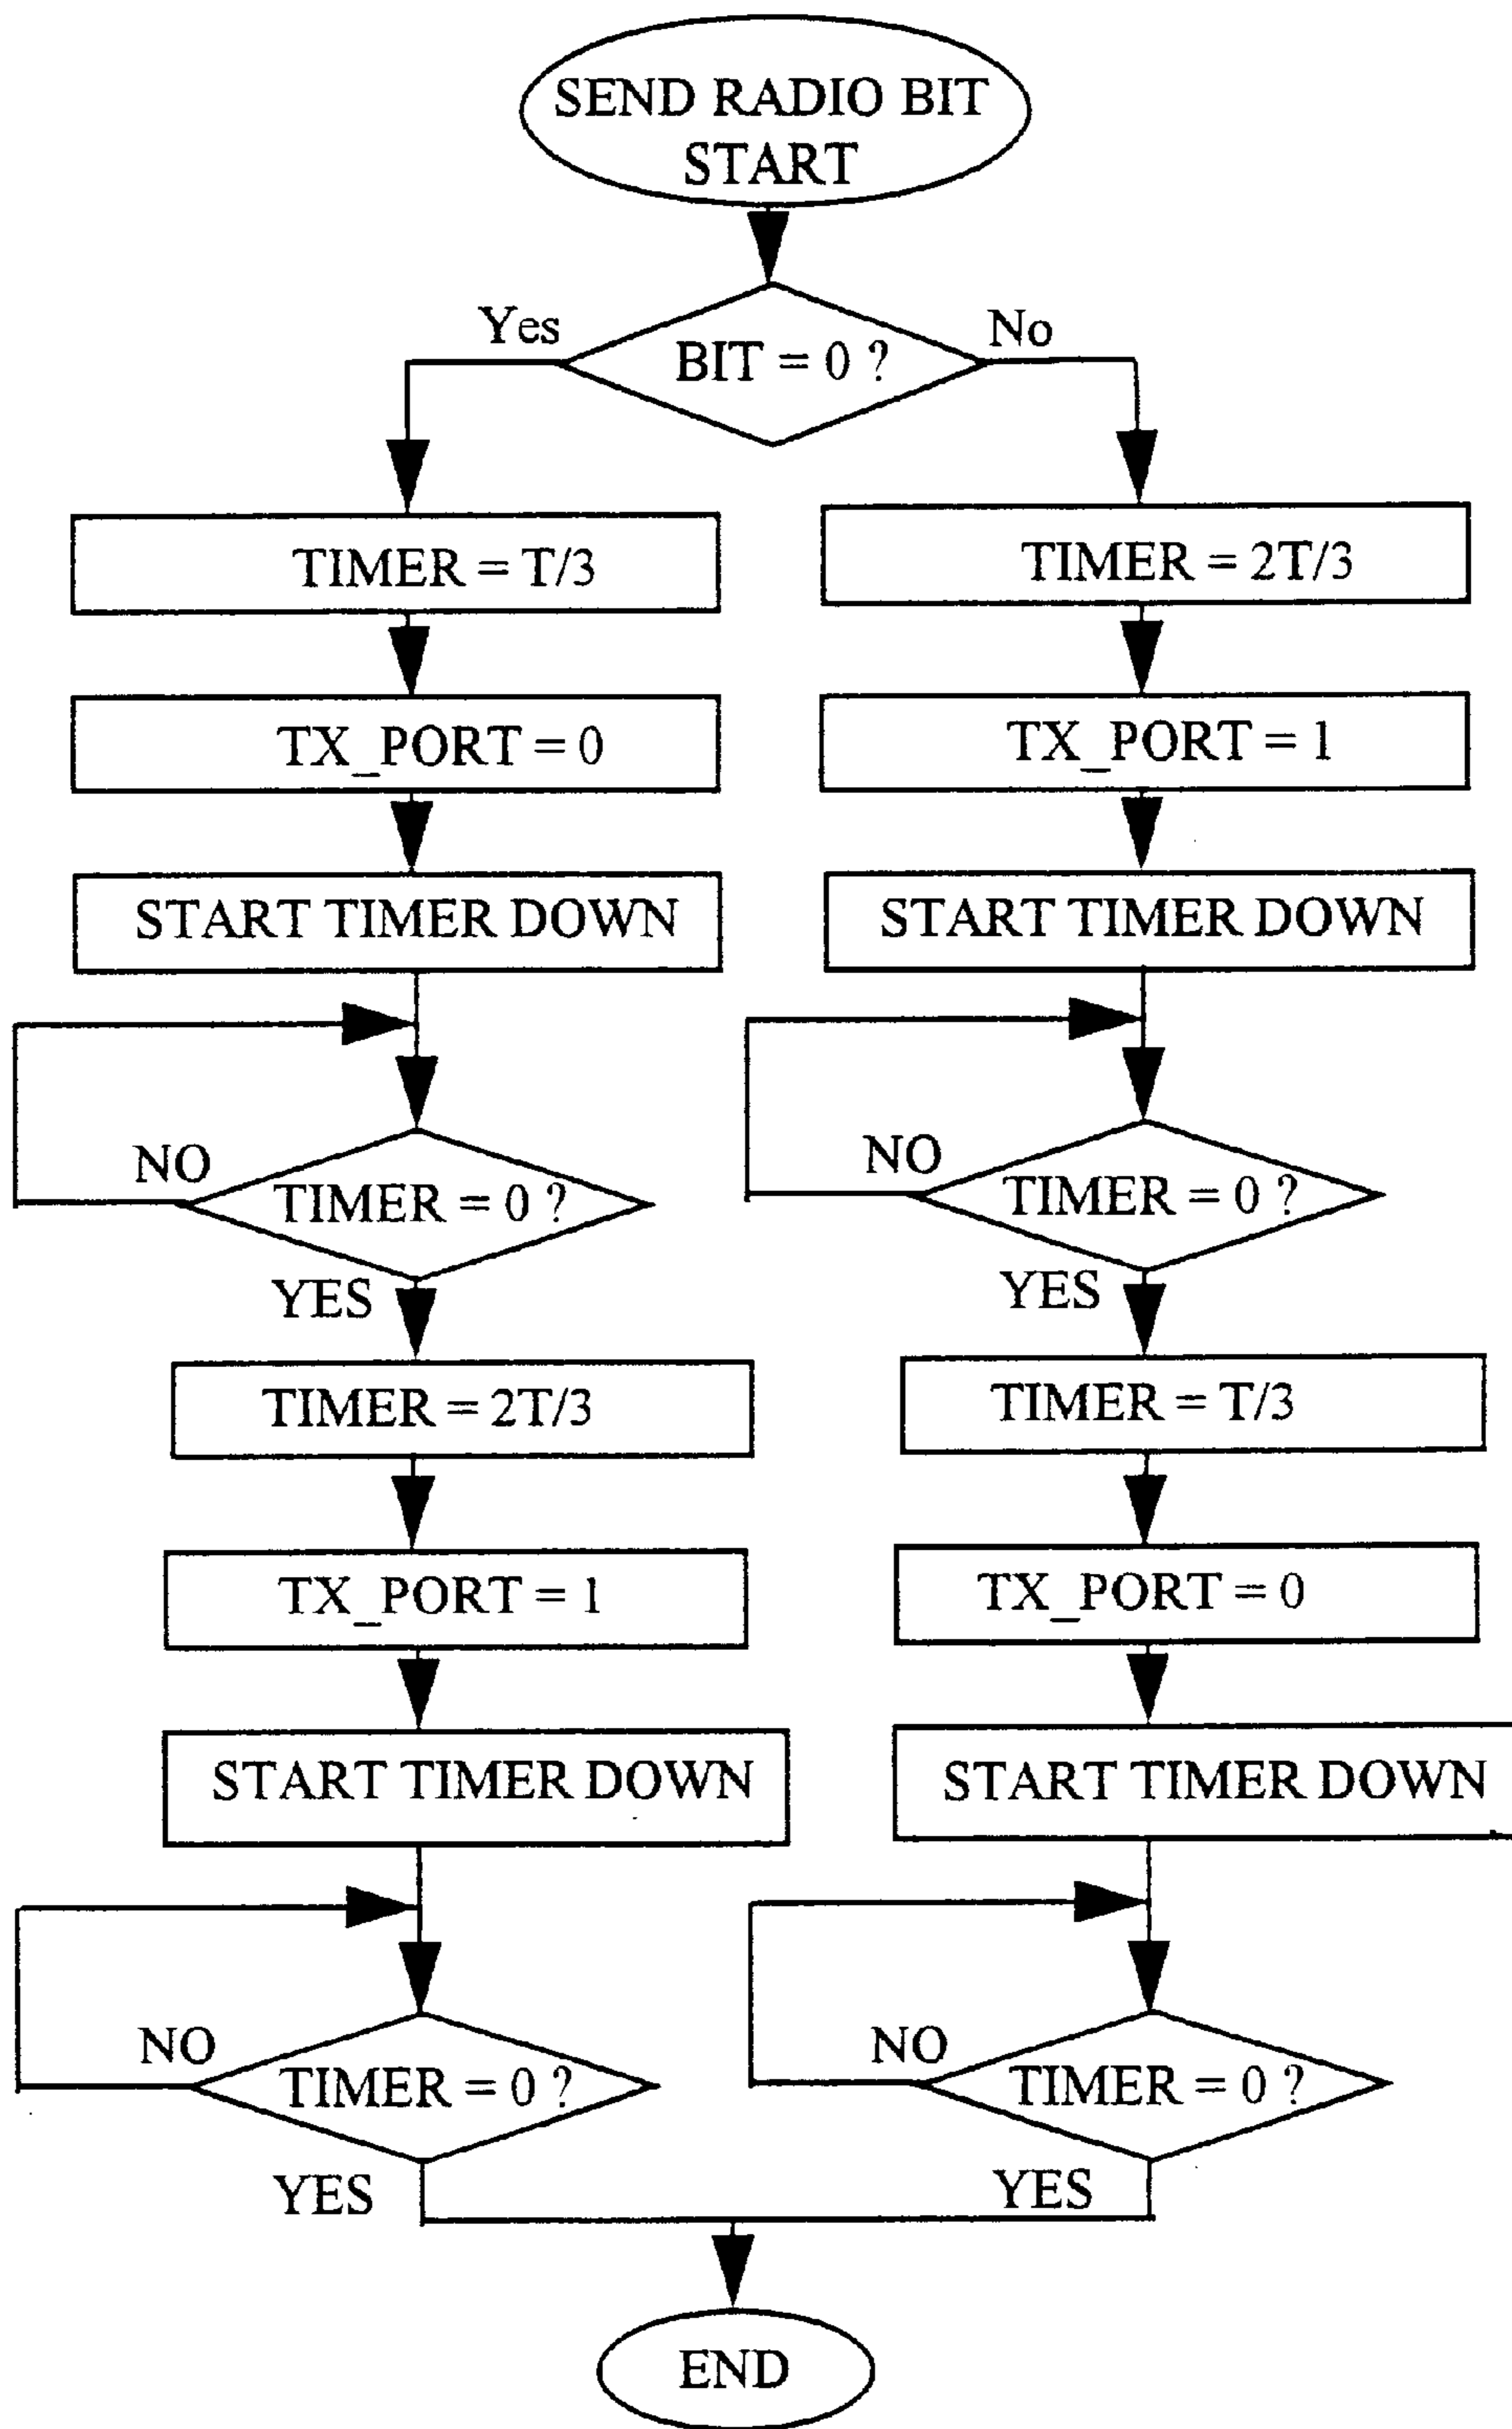 SEND RADIO BIT
START
Yes
No
BIT = 0 ?
TIMER = T/3
TIMER = 2T/3
TX_PORT = 0
TX_PORT = 1
START TIMER DOWN
START TIMER DOWN
NO
TIMER = 0 ?
NO
TIMER = 0 ?
YES
YES
TIMER = 2T/3
TIMER = T/3
TX_PORT = 1
TX_PORT = 0
START TIMER DOWN
START TIMER DOWN
NO
TIMER = 0 ?
NO
TIMER = 0 ?
YES
YES
END